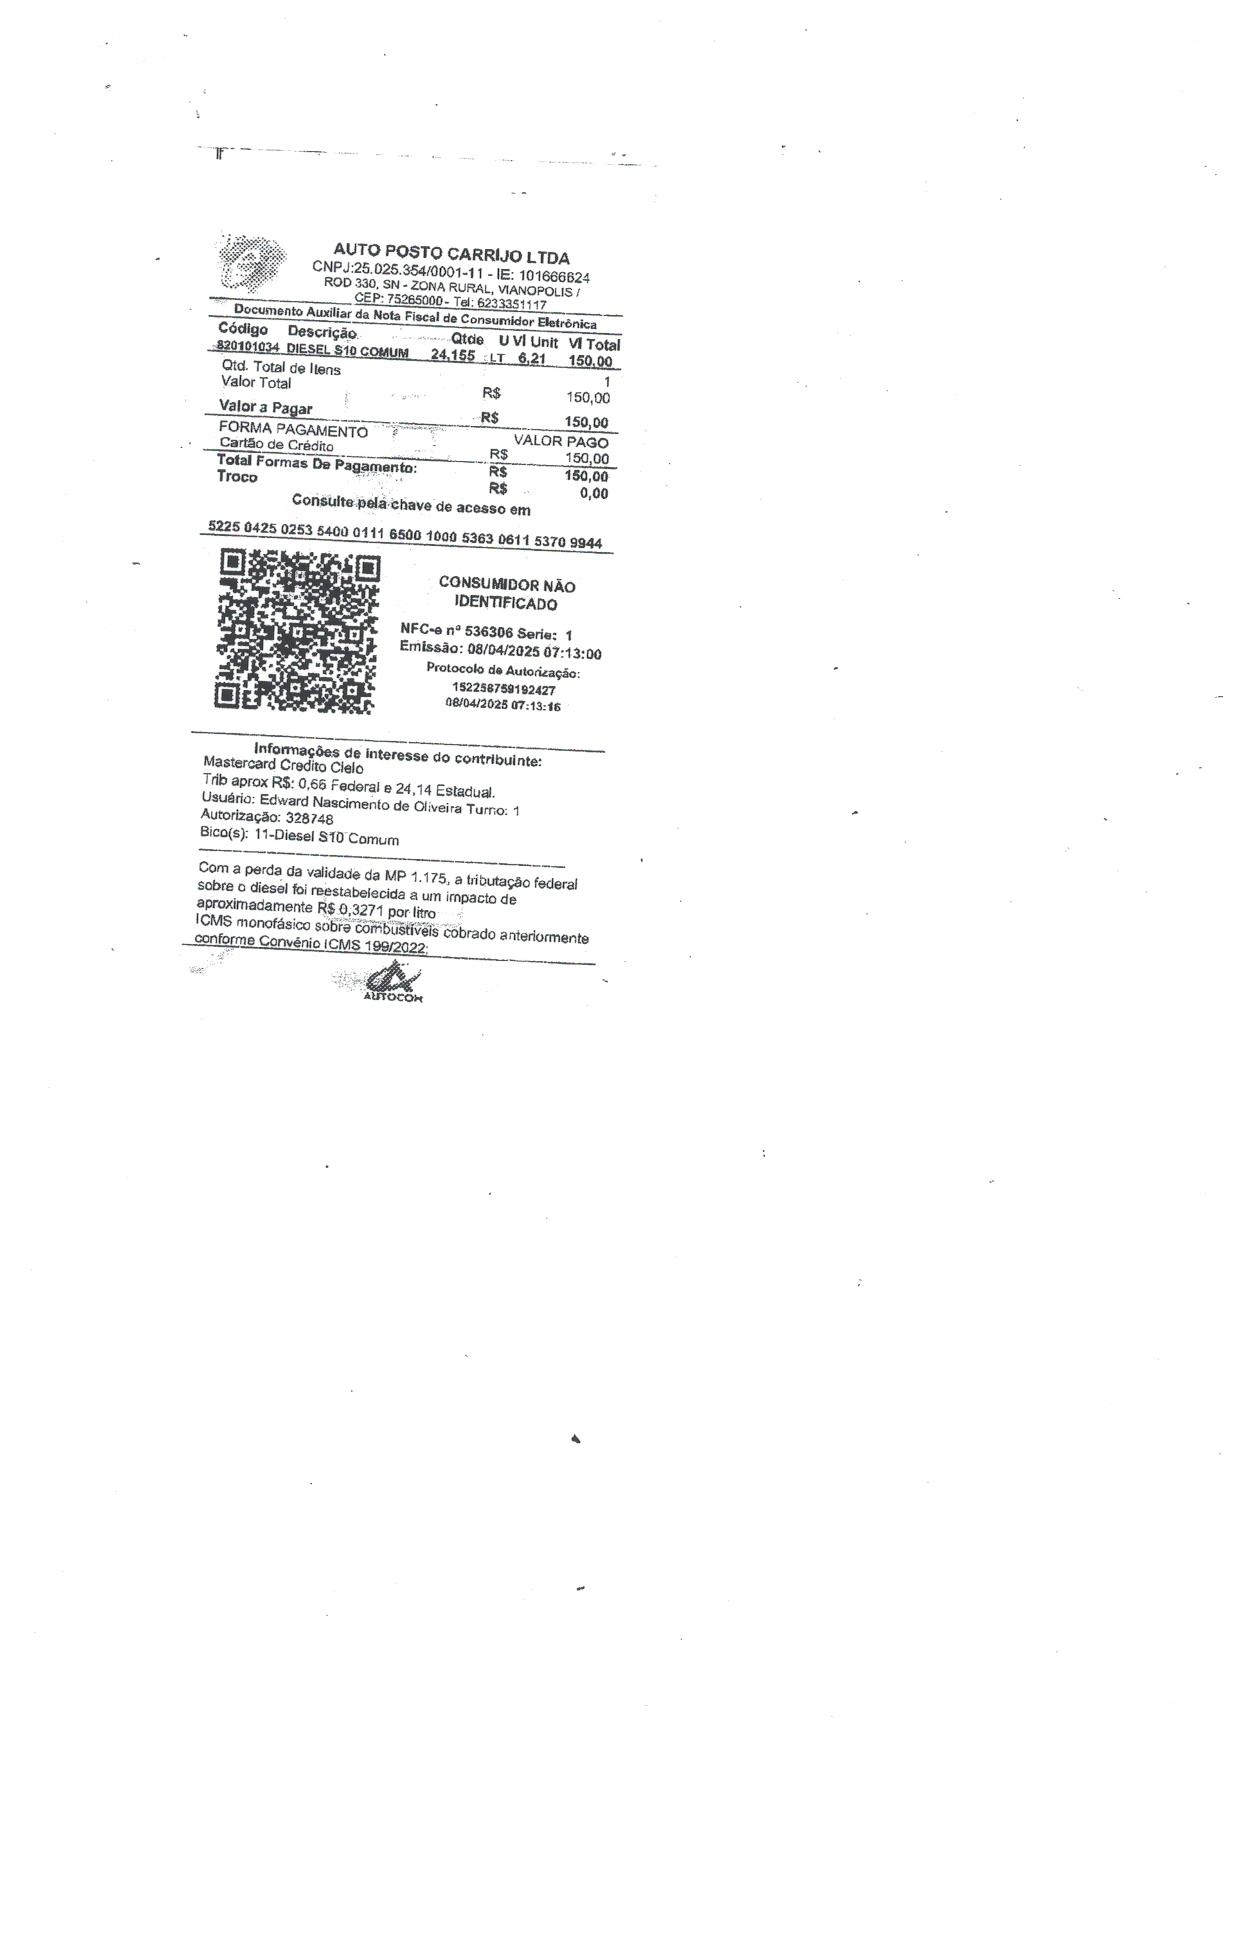 AUTO POSTO CARRIJO LTDA
CNPJ:25.025.354/0001-11 - IE: 101666624
ROD 330, SN - ZONA RURAL, VIANOPOLIS /
CEP: 75265000 - Tel: 6233351117
Documento Auxiliar da Nota Fiscal de Consumidor Eletrônica
Código Descrição Qtde U Vl Unit Vl Total
820101034 DIESEL S10 COMUM 24,155 LT 6,21 150,00
Qtd. Total de Itens 1
Valor Total R$ 150,00
Valor a Pagar R$ 150,00
FORMA PAGAMENTO VALOR PAGO
Cartão de Crédito R$ 150,00
Total Formas De Pagamento: R$ 150,00
Troco R$ 0,00
Consulte pela chave de acesso em
5225 0425 0253 5400 0111 6500 1000 5363 0611 5370 9944
CONSUMIDOR NÃO
IDENTIFICADO
NFC-e nº 536306 Serie: 1
Emissão: 08/04/2025 07:13:00
Protocolo de Autorização:
152258759192427
08/04/2025 07:13:16
Informações de interesse do contribuinte:
Mastercard Credito Cielo
Trib aprox R$: 0,66 Federal e 24,14 Estadual.
Usuário: Edward Nascimento de Oliveira Turno: 1
Autorização: 328748
Bico(s): 11-Diesel S10 Comum
Com a perda da validade da MP 1.175, a tributação federal
sobre o diesel foi reestabelecida a um impacto de
aproximadamente R$ 0,3271 por litro
ICMS monofásico sobre combustíveis cobrado anteriormente
conforme Convênio ICMS 199/2022;
AUTOCOM